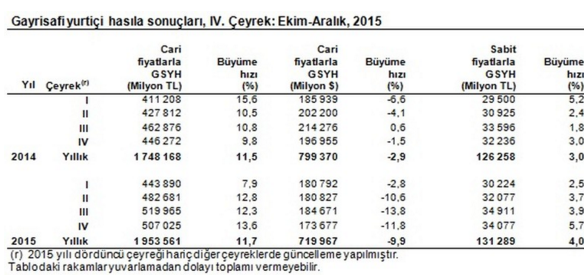 Gayrisafi yurtiçi hasıla sonuçları, IV. Çeyrek: Ekim-Aralık, 2015
Cari Cari Sabit
fiyatlarla Büyüme fiyatlarla Büyüme fiyatlarla Büyüme
GSYH hızı GSYH hızı GSYH hızı
Yıl Çeyrek(r) (Milyon TL) (%) (Milyon $) (%) (Milyon TL) (%)
I 411 208 15,6 185 939 -6,6 29 500 5,2
II 427 812 10,5 202 200 -4,1 30 925 2,4
III 462 876 10,8 214 276 0,6 33 596 1,8
IV 446 272 9,8 196 955 -1,5 32 236 3,0
2014 Yıllık 1 748 168 11,5 799 370 -2,9 126 258 3,0
I 443 890 7,9 180 792 -2,8 30 224 2,5
II 482 681 12,8 180 827 -10,6 32 077 3,7
III 519 965 12,3 184 671 -13,8 34 911 3,9
IV 507 025 13,6 173 677 -11,8 34 077 5,7
2015 Yıllık 1 953 561 11,7 719 967 -9,9 131 289 4,0
(r) 2015 yılı dördüncü çeyreği hariç diğer çeyreklerde güncelleme yapılmıştır.
Tablodaki rakamlar yuvarlamadan dolayı toplamı vermeyebilir.